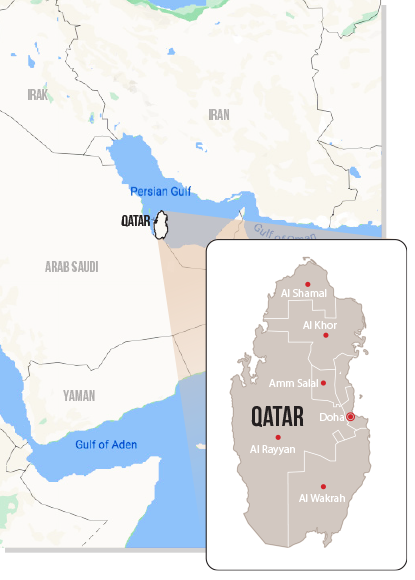 IRAK
IRAN
Persian Gulf
QATAR
Gulf of Oman
ARAB SAUDI
YAMAN
Gulf of Aden
Al Shamal
Al Khor
Amm Salal
QATAR
Doha
Al Rayyan
Al Wakrah